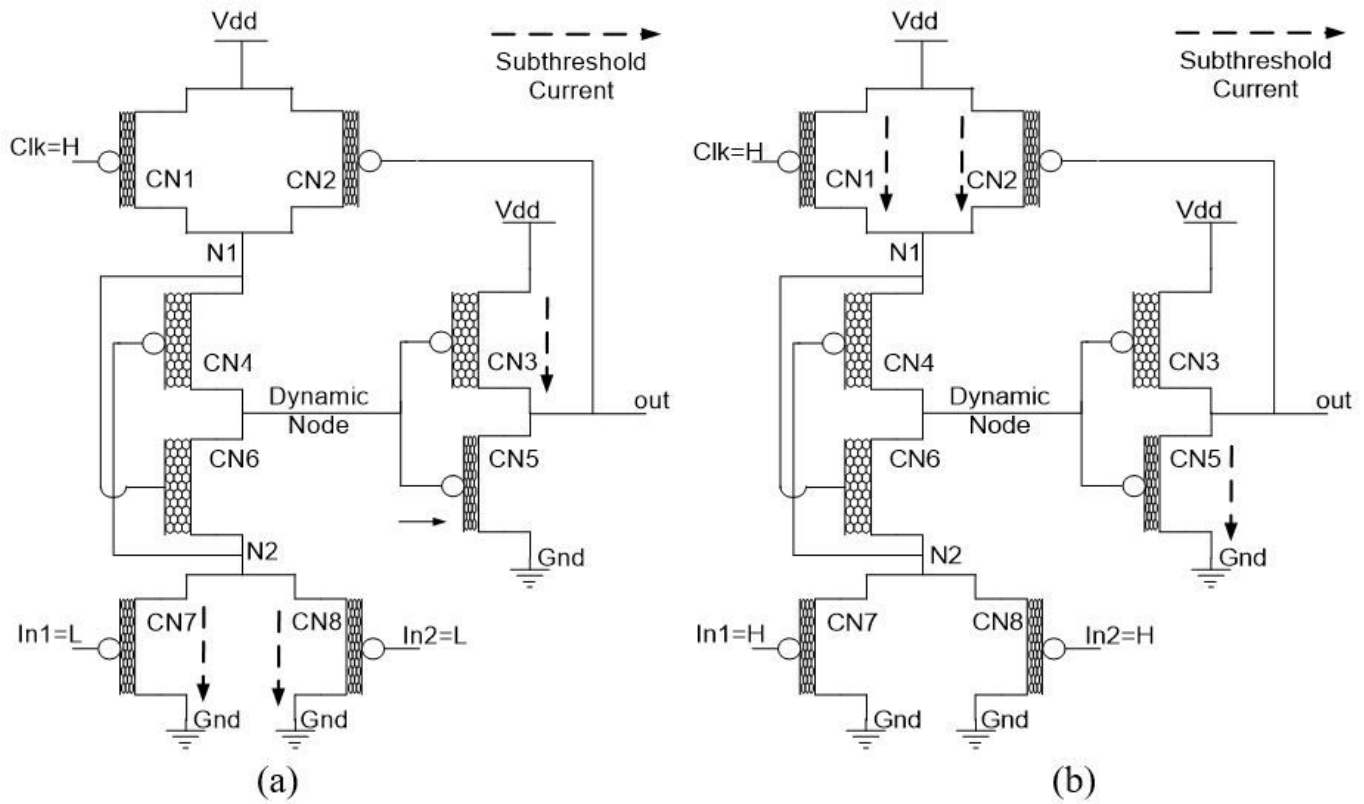 Vdd
Subthreshold
Current
Clk=H
CN1
CN2
Vdd
N1
CN4
CN3
Dynamic
Node
out
CN6
CN5
N2
Gnd
In1=L
CN7
CN8
In2=L
Gnd
Gnd
(a)
Vdd
Subthreshold
Current
Clk=H
CN1
CN2
Vdd
N1
CN4
CN3
Dynamic
Node
out
CN6
CN5
N2
Gnd
In1=H
CN7
CN8
In2=H
Gnd
Gnd
(b)